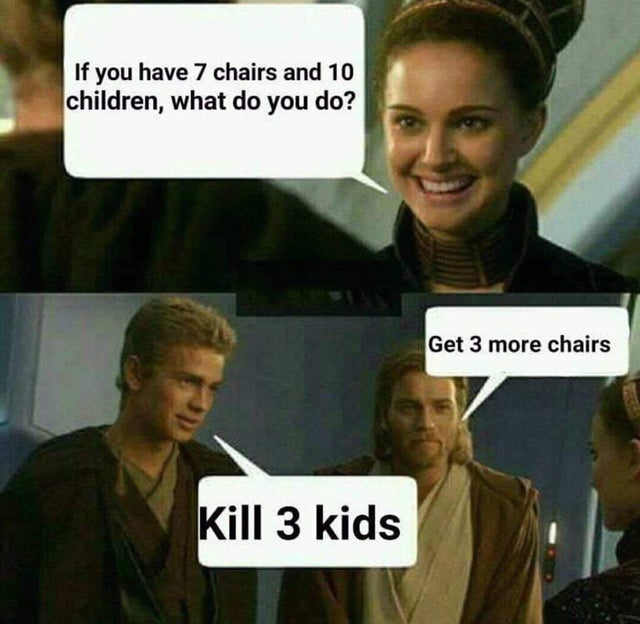 If you have 7 chairs and 10
children, what do you do?
Get 3 more chairs
Kill 3 kids